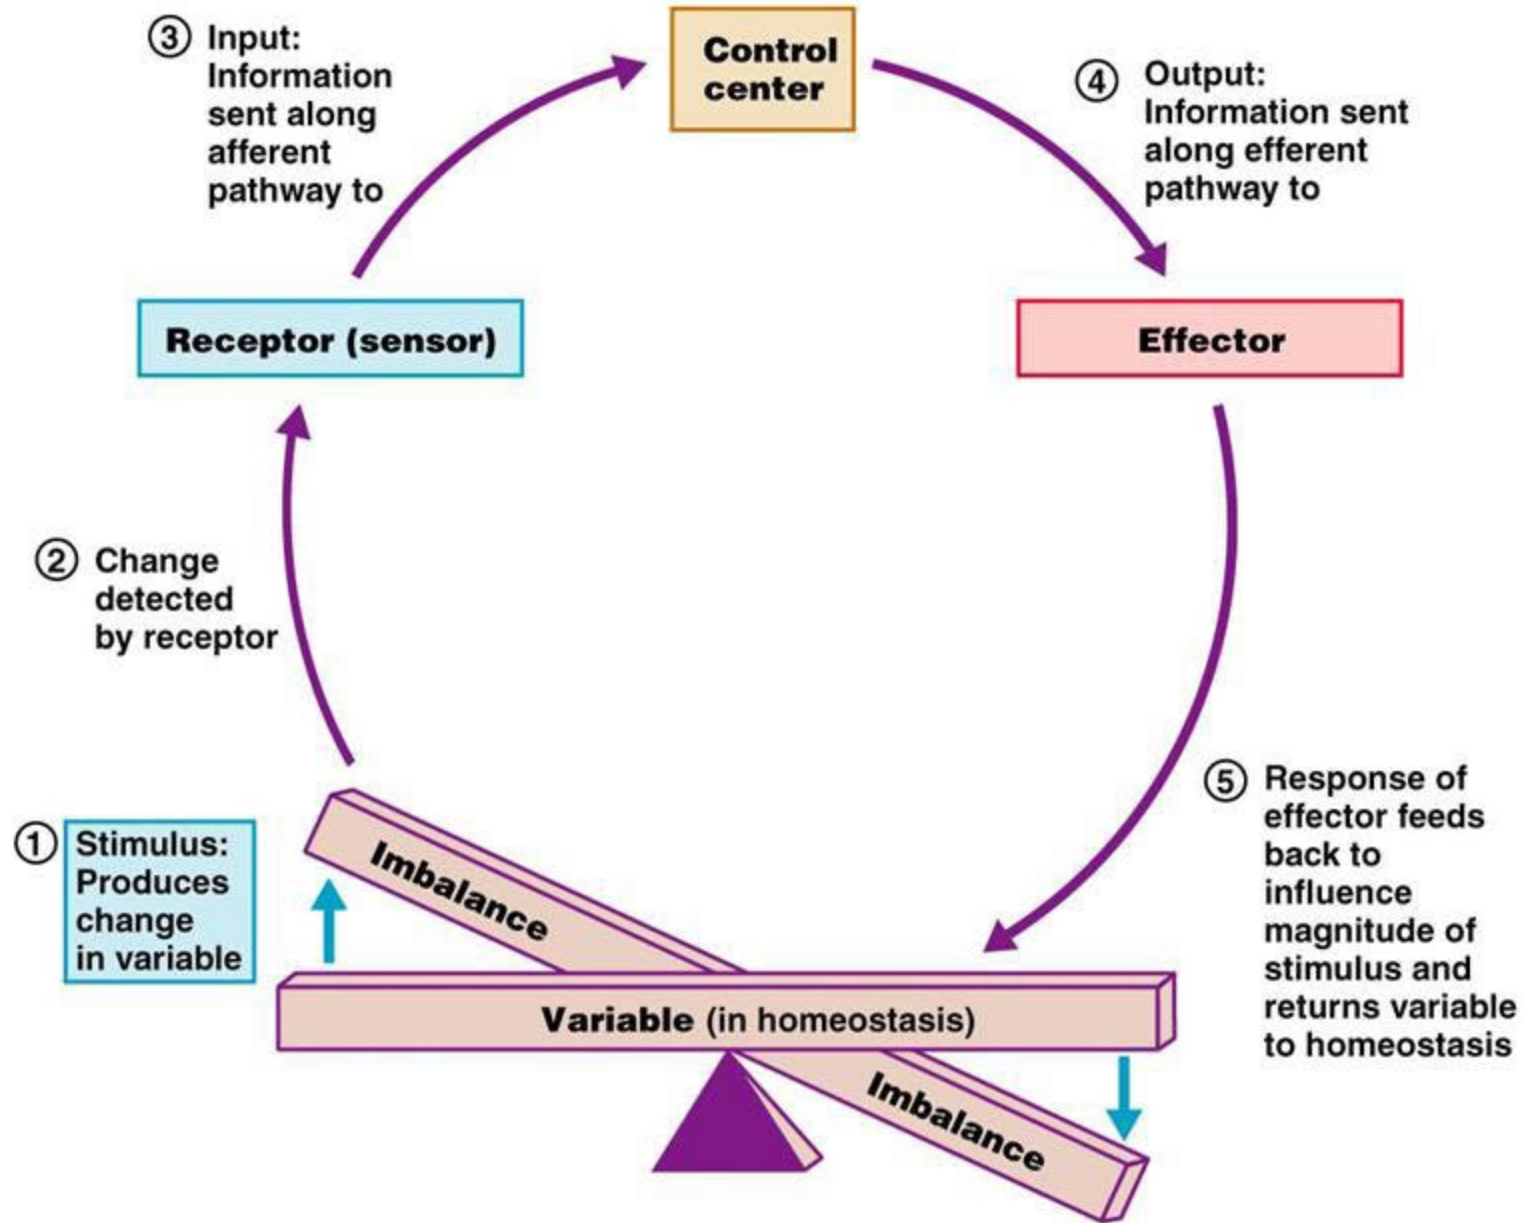 ③ Input:
Information
sent along
afferent
pathway to
Control
center
④ Output:
Information sent
along efferent
pathway to
Receptor (sensor)
Effector
② Change
detected
by receptor
① Stimulus:
Produces
change
in variable
Imbalance
Variable (in homeostasis)
Imbalance
⑤ Response of
effector feeds
back to
influence
magnitude of
stimulus and
returns variable
to homeostasis